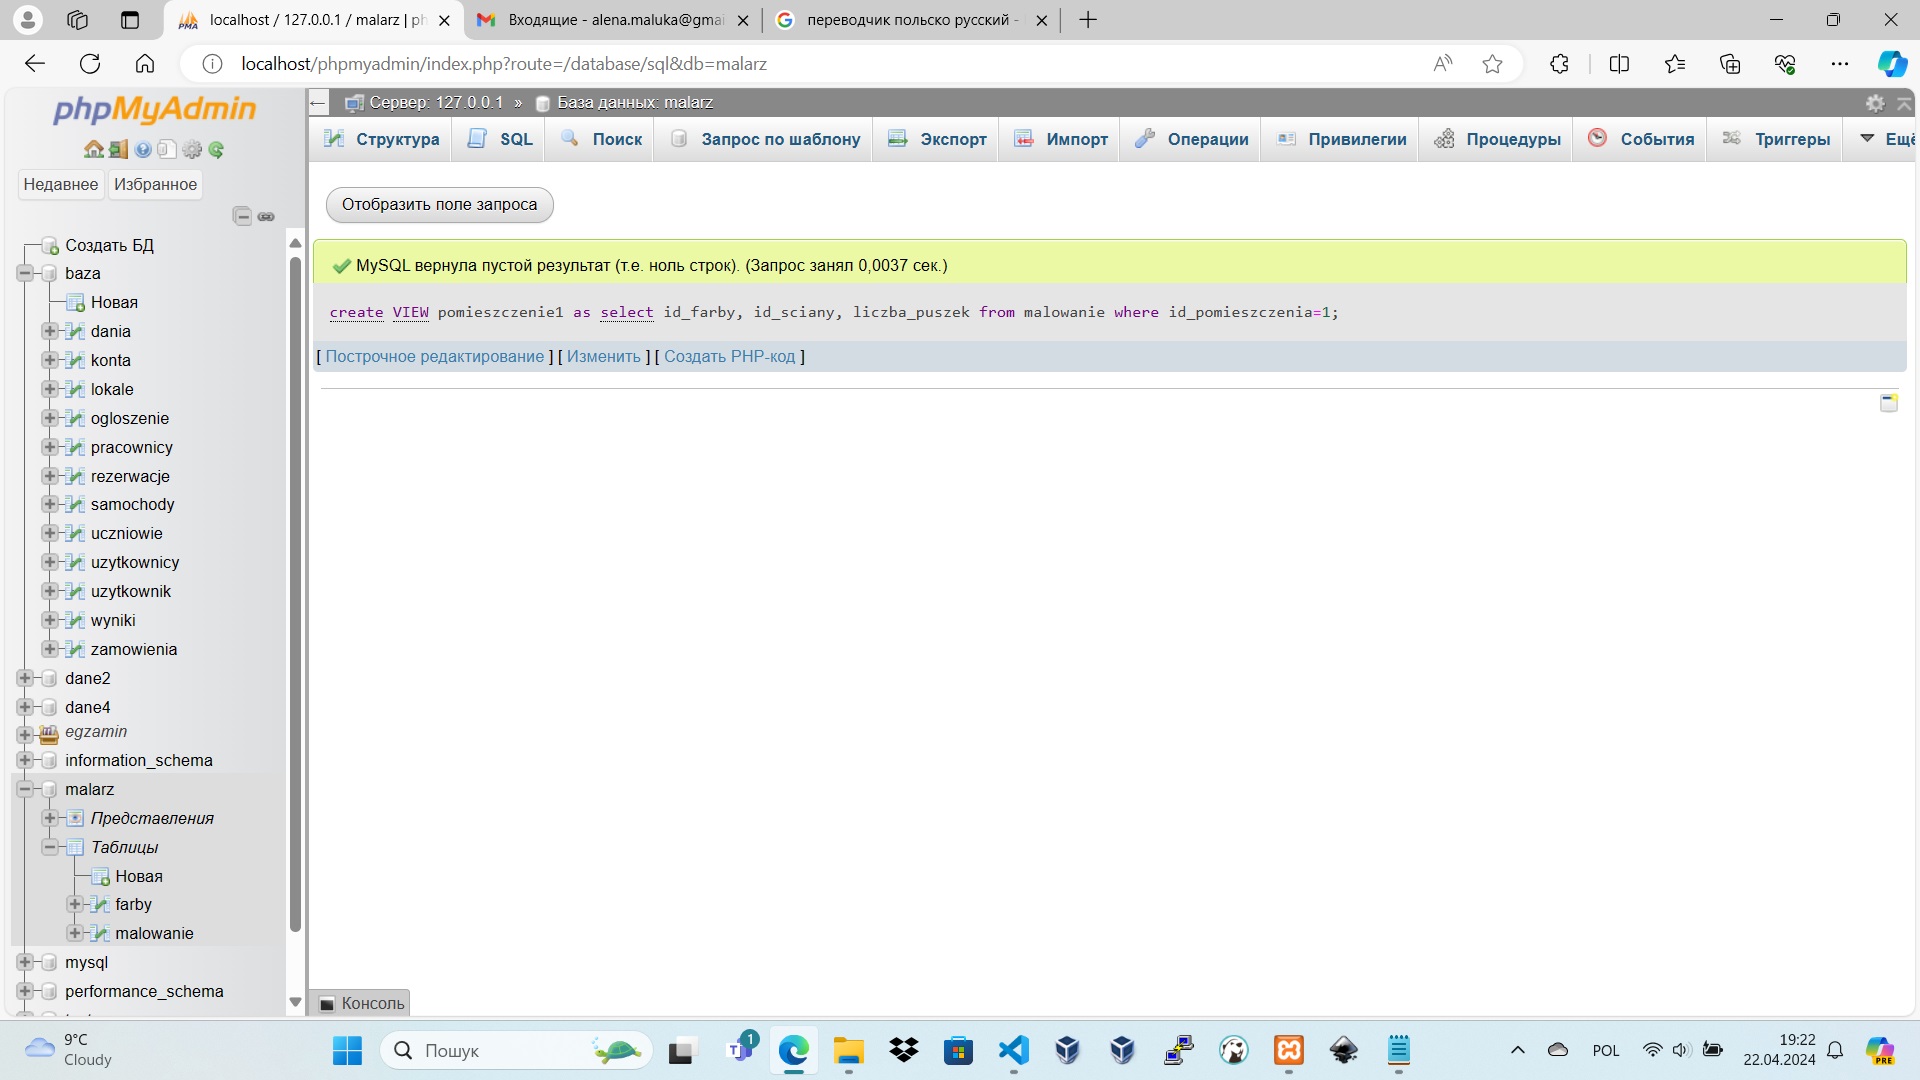 localhost / 127.0.0.1 / malarz | ph
Входящие - alena.maluka@gmai
переводчик польско русский -
localhost/phpmyadmin/index.php?route=/database/sql&db=malarz
phpMyAdmin
Недавнее
Избранное
Создать БД
baza
Новая
dania
konta
lokale
ogloszenie
pracownicy
rezerwacje
samochody
uczniowie
uzytkownicy
uzytkownik
wyniki
zamowienia
dane2
dane4
egzamin
information_schema
malarz
Представления
Таблицы
Новая
farby
malowanie
mysql
performance_schema
Сервер: 127.0.0.1 » База данных: malarz
Структура
SQL
Поиск
Запрос по шаблону
Экспорт
Импорт
Операции
Привилегии
Процедуры
События
Триггеры
Ещё
Отобразить поле запроса
MySQL вернула пустой результат (т.е. ноль строк). (Запрос занял 0,0037 сек.)
create VIEW pomieszczenie1 as select id_farby, id_sciany, liczba_puszek from malowanie where id_pomieszczenia=1;
[ Построчное редактирование ] [ Изменить ] [ Создать PHP-код ]
Консоль
9°C
Cloudy
Пошук
1
POL
19:22
22.04.2024
PRE